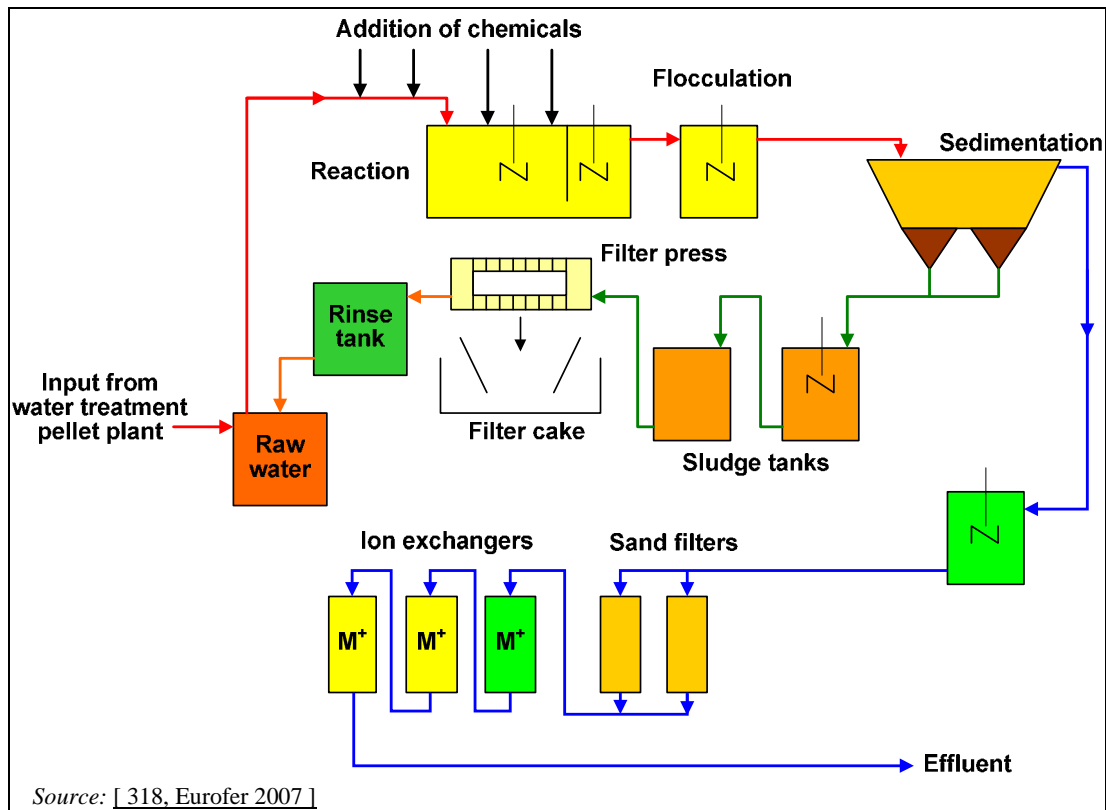 Addition of chemicals
Flocculation
Sedimentation
Reaction
Filter press
Rinse
tank
Input from
water treatment
pellet plant
Raw
water
Filter cake
Sludge tanks
Ion exchangers
Sand filters
M⁺
M⁺
M⁺
Effluent
Source: [ 318, Eurofer 2007 ]